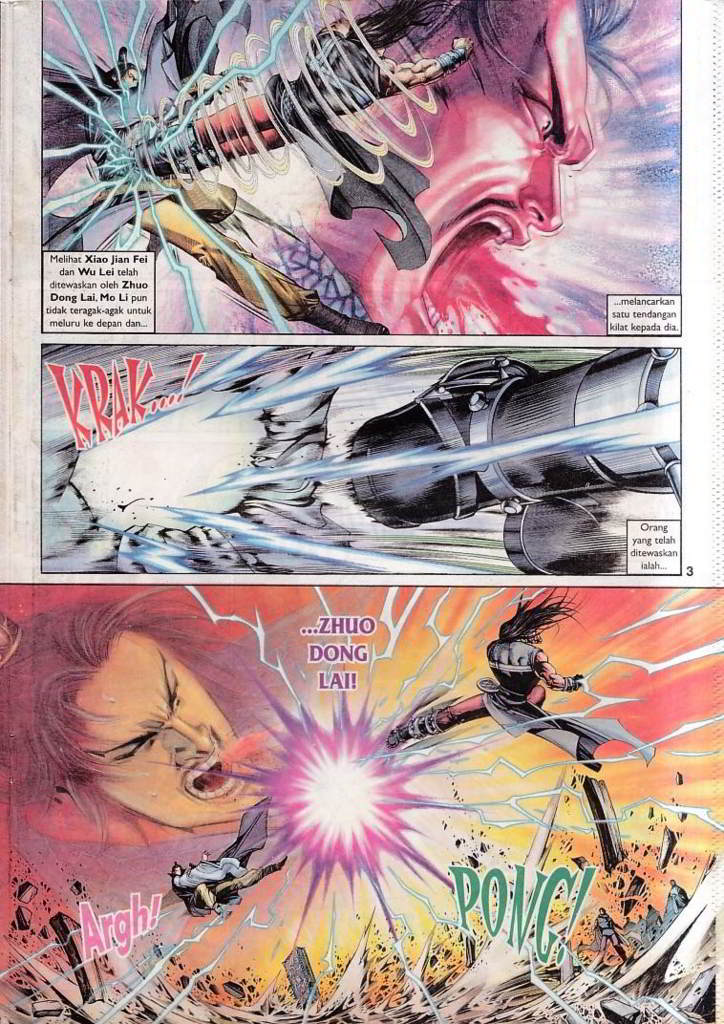 Melihat Xiao Jian Fei
dan Wu Lei telah
ditewaskan oleh Zhuo
Dong Lai, Mo Li pun
tidak teragak-agak untuk
meluru ke depan dan...
...melancarkan
satu tendangan
kilat kepada dia.
KRAK....!
Orang
yang telah
ditewaskan
ialah...
3
...ZHUO
DONG
LAI!
Argh!
PONG!